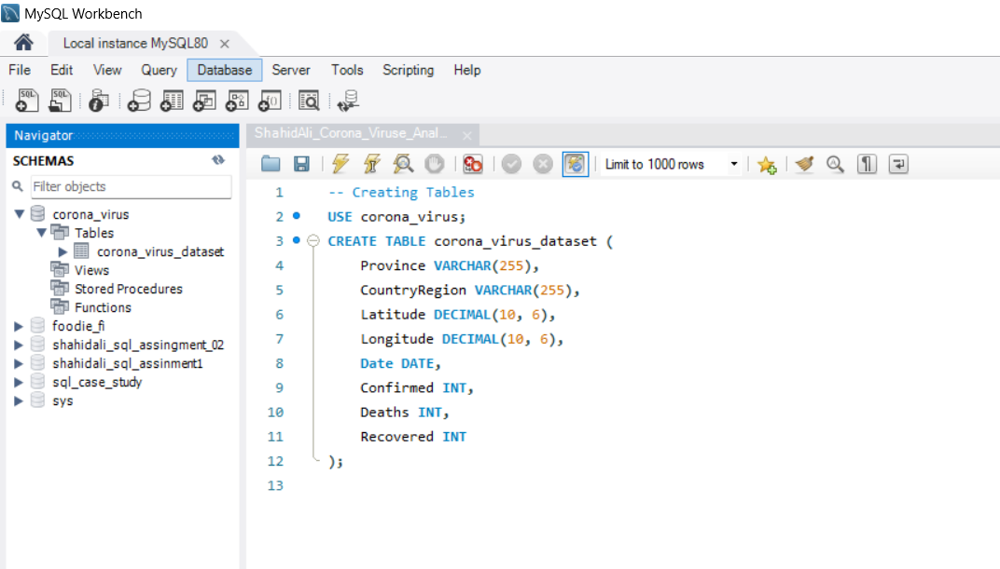 MySQL Workbench
Local instance MySQL80
File Edit View Query Database Server Tools Scripting Help
SQL SQL
Navigator
SCHEMAS
Filter objects
corona_virus
Tables
corona_virus_dataset
Views
Stored Procedures
Functions
foodie_fi
shahidali_sql_assingment_02
shahidali_sql_assinment1
sql_case_study
sys
ShahidAli_Corona_Viruse_Anal...
Limit to 1000 rows
1 -- Creating Tables
2 USE corona_virus;
3 CREATE TABLE corona_virus_dataset (
4 Province VARCHAR(255),
5 CountryRegion VARCHAR(255),
6 Latitude DECIMAL(10, 6),
7 Longitude DECIMAL(10, 6),
8 Date DATE,
9 Confirmed INT,
10 Deaths INT,
11 Recovered INT
12 );
13